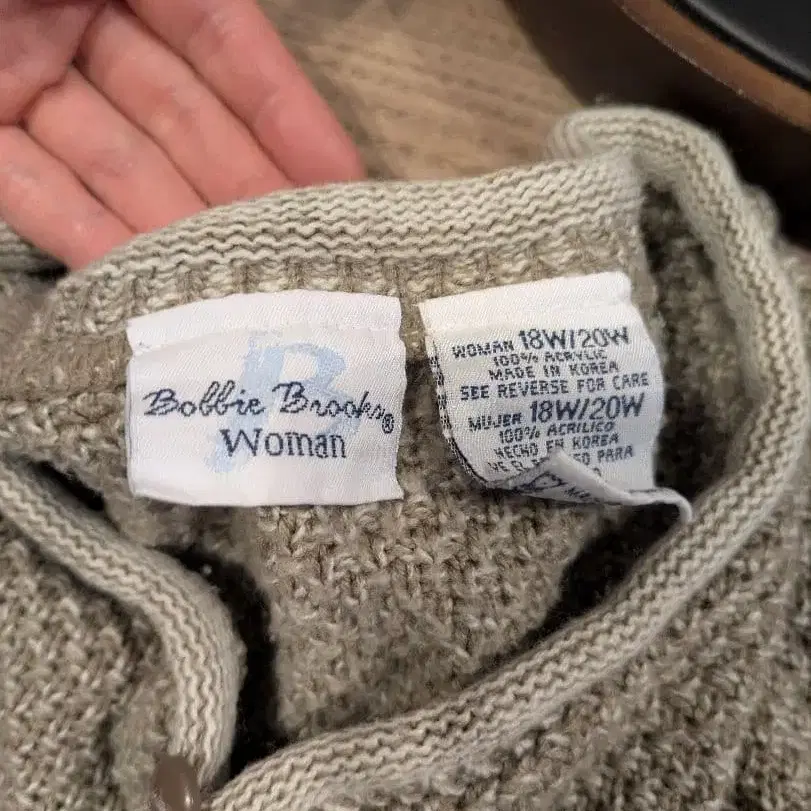 Bobbie Brooks®
Woman
WOMAN 18W/20W
100% ACRYLIC
MADE IN KOREA
SEE REVERSE FOR CARE
MUJER 18W/20W
100% ACRILICO
HECHO EN KOREA
PARA